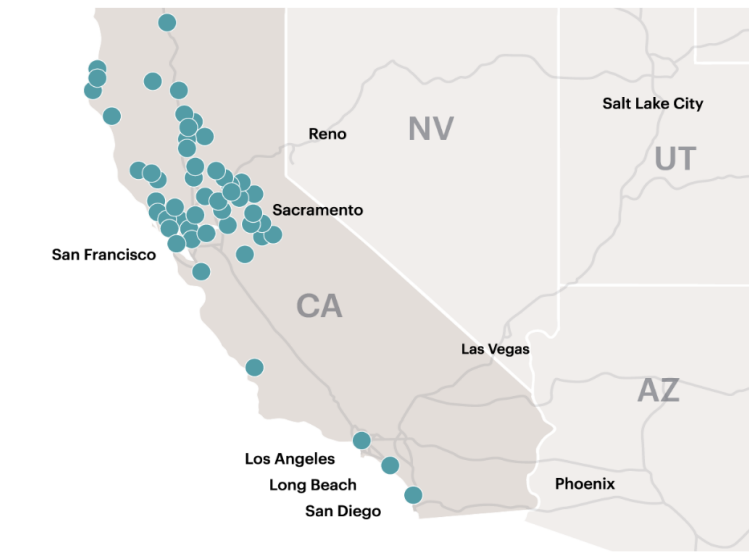 Salt Lake City
NV
Reno
UT
Sacramento
San Francisco
CA
Las Vegas
AZ
Los Angeles
Long Beach
Phoenix
San Diego